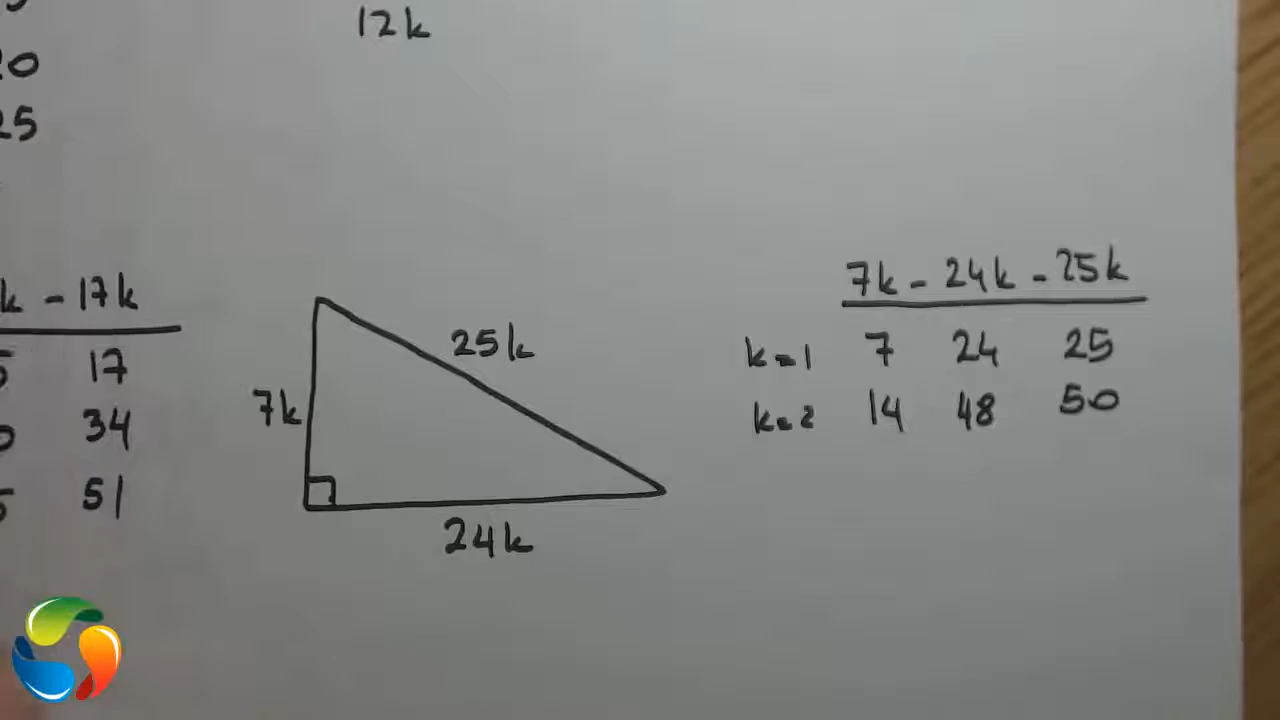 12k
20
25
k - 17k
17
34
51
25k
7k
24k
7k - 24k - 25k
k=1 7 24 25
k=2 14 48 50